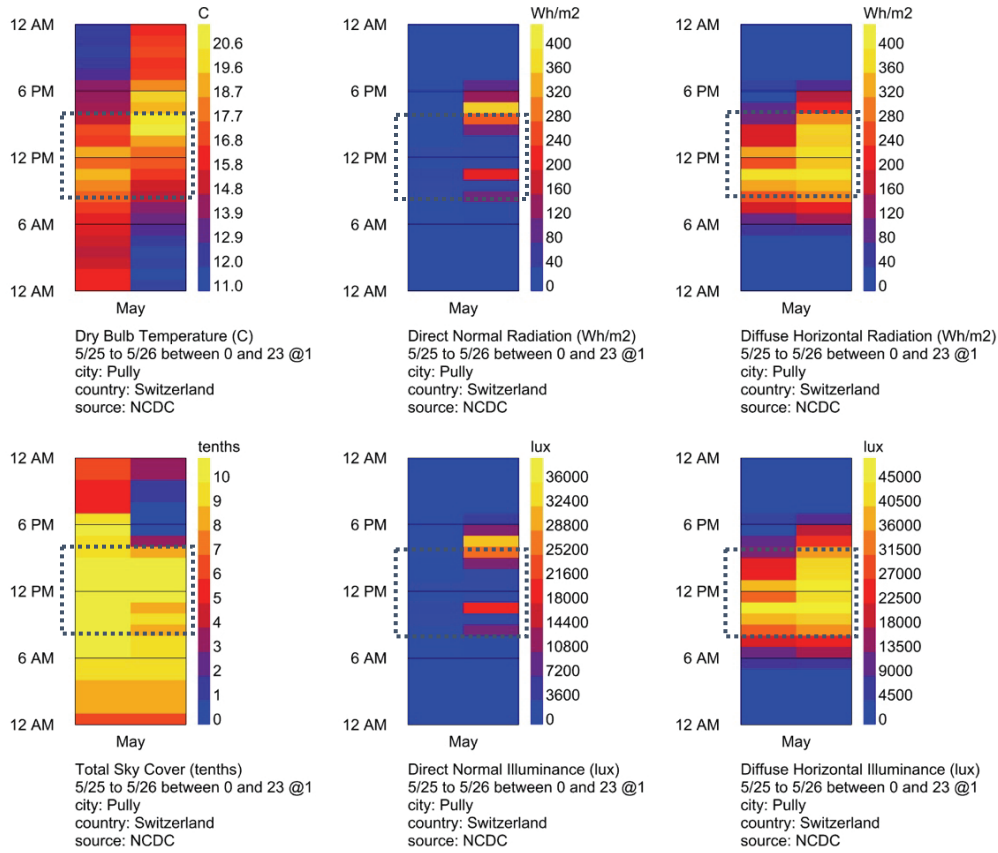 C
12 AM
6 PM
12 PM
6 AM
12 AM
20.6
19.6
18.7
17.7
16.8
15.8
14.8
13.9
12.9
12.0
11.0
May
Dry Bulb Temperature (C)
5/25 to 5/26 between 0 and 23 @1
city: Pully
country: Switzerland
source: NCDC
Wh/m2
12 AM
6 PM
12 PM
6 AM
12 AM
400
360
320
280
240
200
160
120
80
40
0
May
Direct Normal Radiation (Wh/m2)
5/25 to 5/26 between 0 and 23 @1
city: Pully
country: Switzerland
source: NCDC
Wh/m2
12 AM
6 PM
12 PM
6 AM
12 AM
400
360
320
280
240
200
160
120
80
40
0
May
Diffuse Horizontal Radiation (Wh/m2)
5/25 to 5/26 between 0 and 23 @1
city: Pully
country: Switzerland
source: NCDC
tenths
12 AM
6 PM
12 PM
6 AM
12 AM
10
9
8
7
6
5
4
3
2
1
0
May
Total Sky Cover (tenths)
5/25 to 5/26 between 0 and 23 @1
city: Pully
country: Switzerland
source: NCDC
lux
12 AM
6 PM
12 PM
6 AM
12 AM
36000
32400
28800
25200
21600
18000
14400
10800
7200
3600
0
May
Direct Normal Illuminance (lux)
5/25 to 5/26 between 0 and 23 @1
city: Pully
country: Switzerland
source: NCDC
lux
12 AM
6 PM
12 PM
6 AM
12 AM
45000
40500
36000
31500
27000
22500
18000
13500
9000
4500
0
May
Diffuse Horizontal Illuminance (lux)
5/25 to 5/26 between 0 and 23 @1
city: Pully
country: Switzerland
source: NCDC